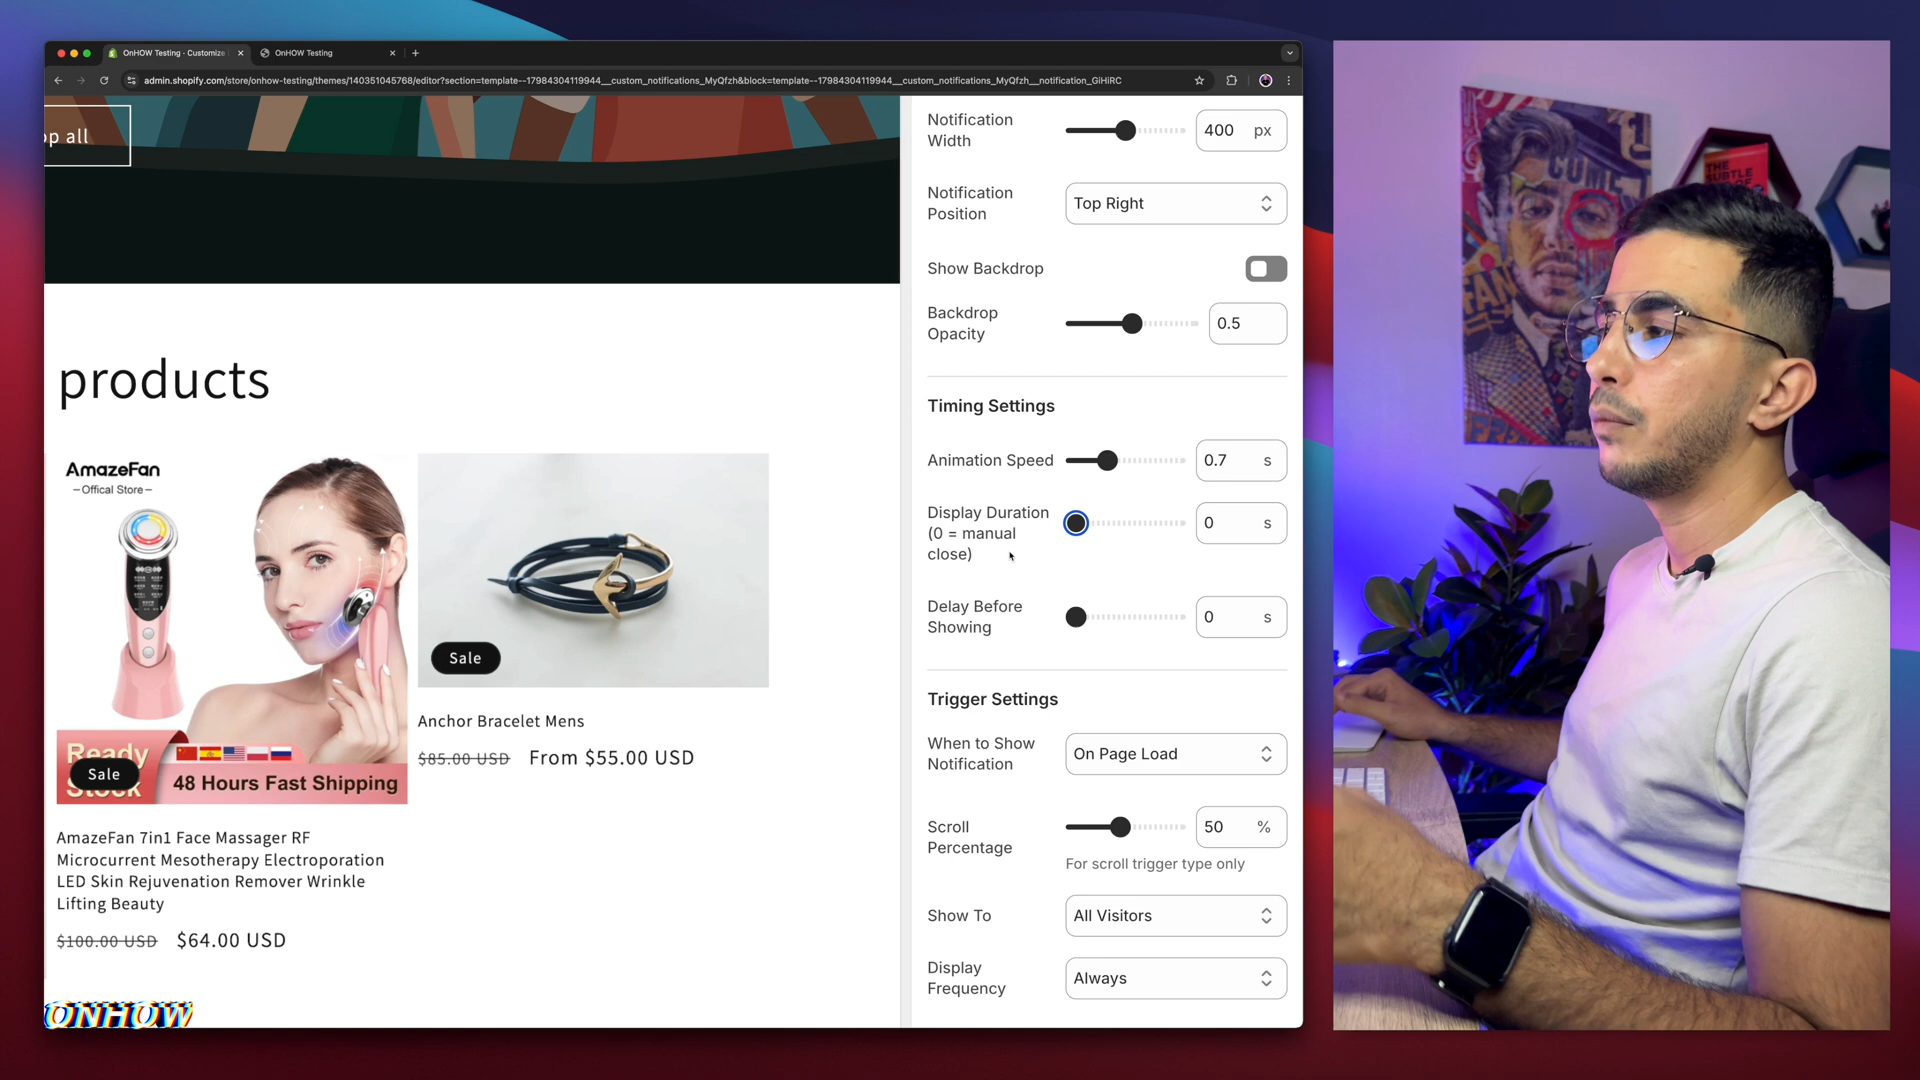 OnHOW Testing · Customize
OnHOW Testing
admin.shopify.com/store/onhow-testing/themes/140351045768/editor?section=template--17984304119944__custom_notifications_MyQfzh&block=template--17984304119944__custom_notifications_MyQfzh__notification_GiHiRC
op all
products
AmazeFan
–Offical Store–
Ready
Stock
Sale
48 Hours Fast Shipping
AmazeFan 7in1 Face Massager RF
Microcurrent Mesotherapy Electroporation
LED Skin Rejuvenation Remover Wrinkle
Lifting Beauty
$100.00 USD $64.00 USD
Sale
Anchor Bracelet Mens
$85.00 USD From $55.00 USD
ONHOW
Notification
Width
400 px
Notification
Position
Top Right
Show Backdrop
Backdrop
Opacity
0.5
Timing Settings
Animation Speed
0.7 s
Display Duration
(0 = manual
close)
0 s
Delay Before
Showing
0 s
Trigger Settings
When to Show
Notification
On Page Load
Scroll
Percentage
50 %
For scroll trigger type only
Show To
All Visitors
Display
Frequency
Always
THE
SUBTLE
COME
FAN